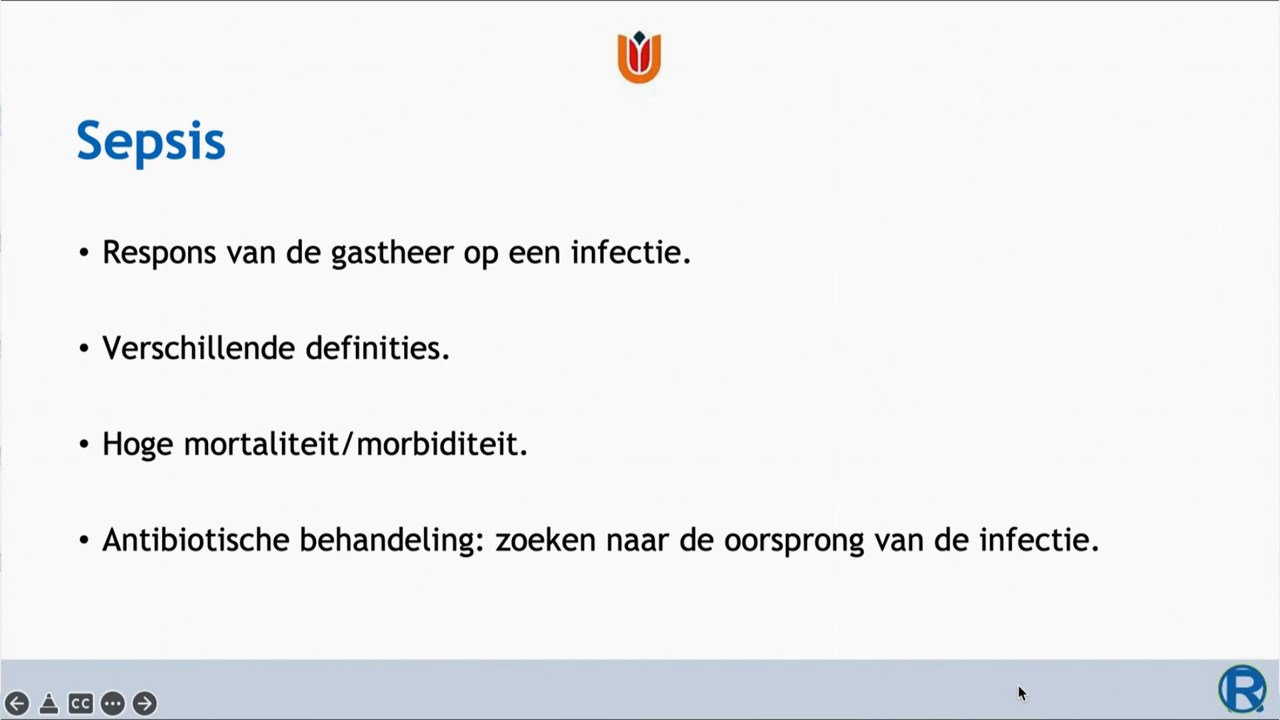 Sepsis
• Respons van de gastheer op een infectie.
• Verschillende definities.
• Hoge mortaliteit/morbiditeit.
• Antibiotische behandeling: zoeken naar de oorsprong van de infectie.
CC
R